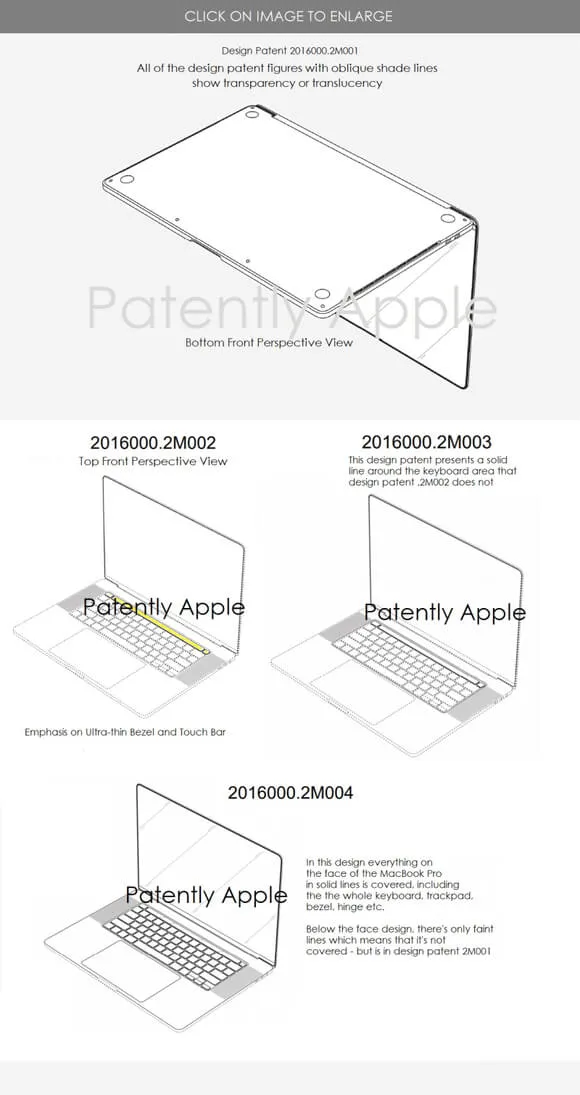 CLICK ON IMAGE TO ENLARGE
Design Patent 2016000.2M001
All of the design patent figures with oblique shade lines
show transparency or translucency
Patently Apple
Bottom Front Perspective View
2016000.2M002
Top Front Perspective View
Patently Apple
Emphasis on Ultra-thin Bezel and Touch Bar
2016000.2M003
This design patent presents a solid
line around the keyboard area that
design patent .2M002 does not
Patently Apple
2016000.2M004
Patently Apple
In this design everything on
the face of the MacBook Pro
in solid lines is covered, including
the the whole keyboard, trackpad,
bezel, hinge etc.
Below the face design, there's only faint
lines which means that it's not
covered - but is in design patent 2M001